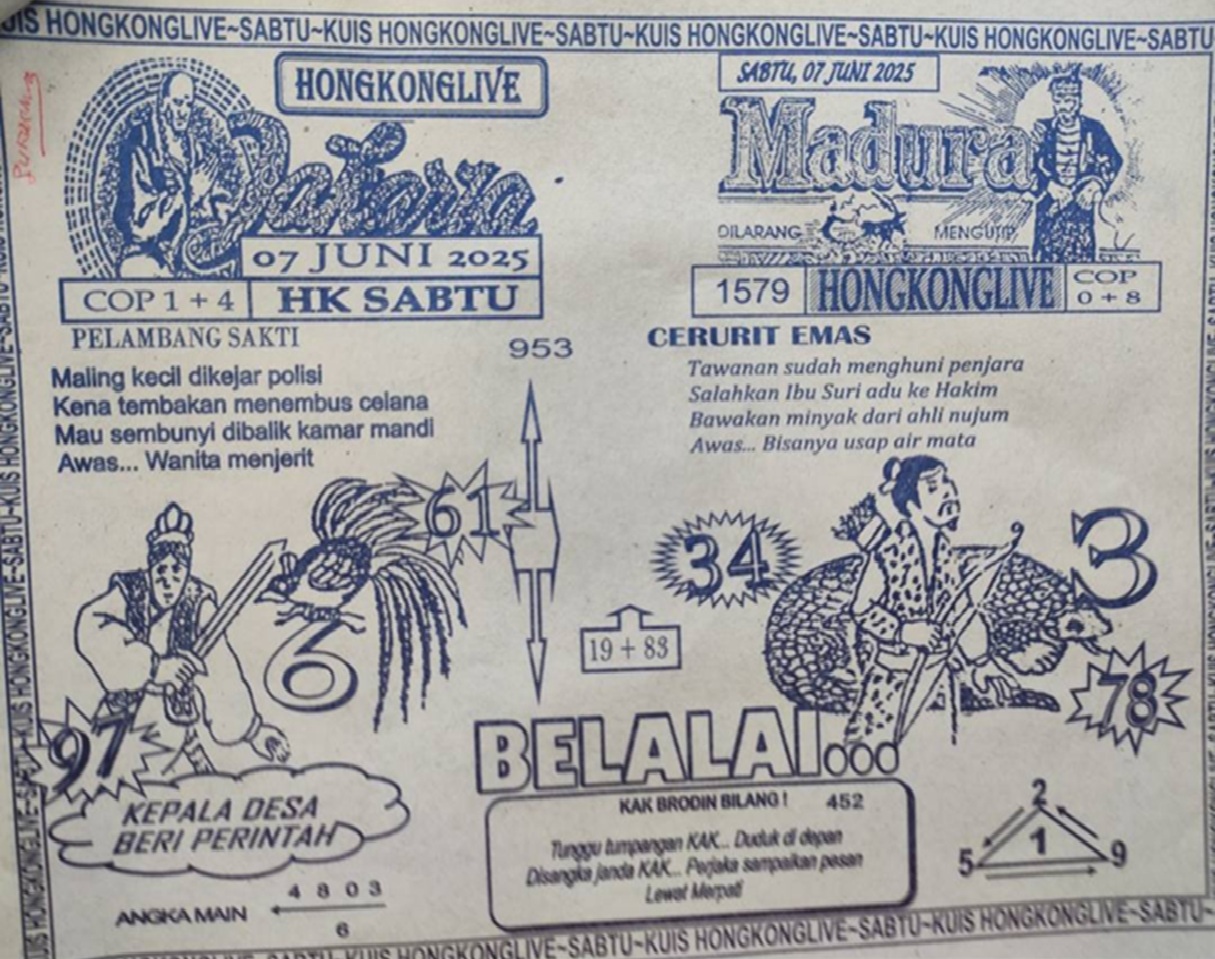 KUIS HONGKONGLIVE~SABTU~KUIS HONGKONGLIVE~SABTU~KUIS HONGKONGLIVE~SABTU~KUIS HONGKONGLIVE~SABTU
HONGKONGLIVE
Batavia
07 JUNI 2025
COP 1 + 4
HK SABTU
PELAMBANG SAKTI
Maling kecil dikejar polisi
Kena tembakan menembus celana
Mau sembunyi dibalik kamar mandi
Awas... Wanita menjerit
61
6
97
KEPALA DESA
BERI PERINTAH
4 8 0 3
ANGKA MAIN
6
953
19 + 83
SABTU, 07 JUNI 2025
Madura
DILARANG MENGUTIP
1579
HONGKONGLIVE
COP
0 + 8
CERURIT EMAS
Tawanan sudah menghuni penjara
Salahkan Ibu Suri adu ke Hakim
Bawakan minyak dari ahli nujum
Awas... Bisanya usap air mata
34
3
78
BELALAI...
KAK BRODIN BILANG ! 452
Tunggu tumpangan KAK... Duduk di depan
Disangka janda KAK... Perjaka sampaikan pesan
Lewat Merpati
2
1
5
9
KUIS HONGKONGLIVE~SABTU~KUIS HONGKONGLIVE~SABTU~KUIS HONGKONGLIVE~SABTU~